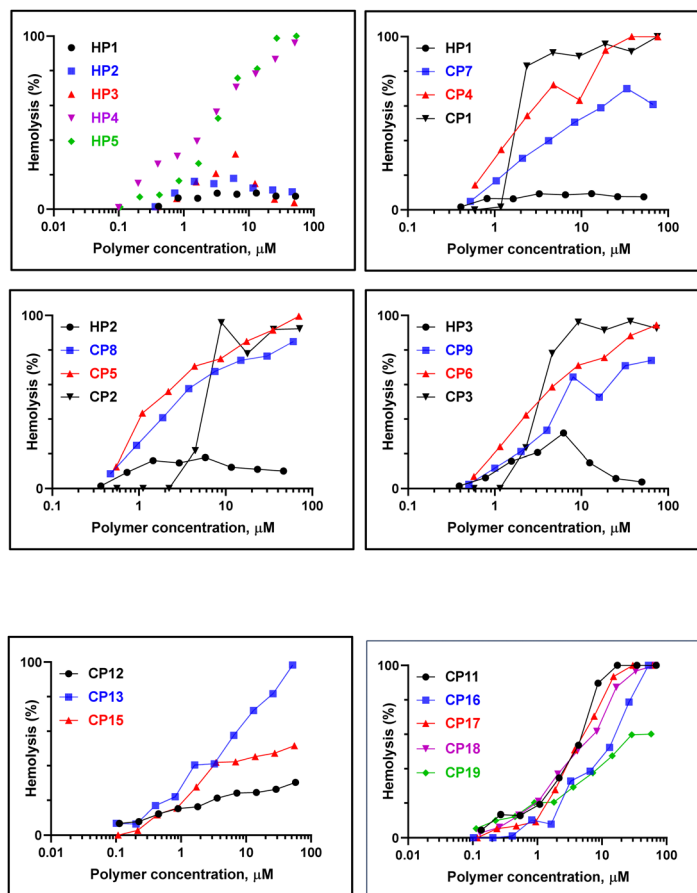 100
HP1
HP2
HP3
HP4
HP5
Hemolysis (%)
0
0.01 0.1 1 10 100
Polymer concentration, μM
100
HP1
CP7
CP4
CP1
Hemolysis (%)
0
0.1 1 10 100
Polymer concentration, μM
100
HP2
CP8
CP5
CP2
Hemolysis (%)
0
0.1 1 10 100
Polymer concentration, μM
100
HP3
CP9
CP6
CP3
Hemolysis (%)
0
0.1 1 10 100
Polymer concentration, μM
100
CP12
CP13
CP15
Hemolysis (%)
0
0.01 0.1 1 10 100
Polymer concentration, μM
100
CP11
CP16
CP17
CP18
CP19
Hemolysis (%)
0
0.01 0.1 1 10 100
Polymer concentration, μM